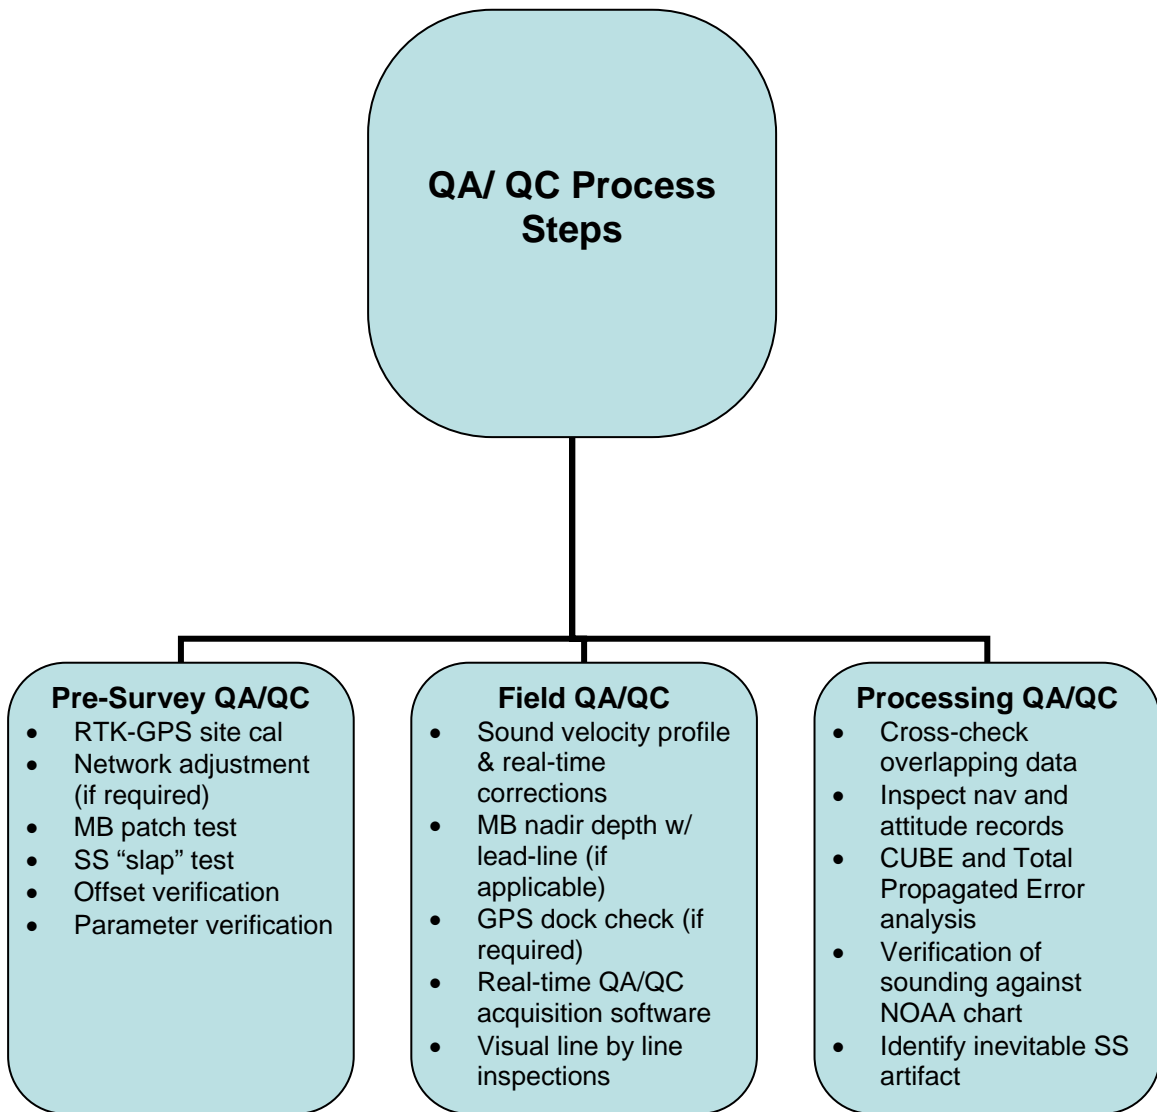 QA/ QC Process
Steps
Pre-Survey QA/QC
• RTK-GPS site cal
• Network adjustment
(if required)
• MB patch test
• SS “slap” test
• Offset verification
• Parameter verification
Field QA/QC
• Sound velocity profile
& real-time
corrections
• MB nadir depth w/
lead-line (if
applicable)
• GPS dock check (if
required)
• Real-time QA/QC
acquisition software
• Visual line by line
inspections
Processing QA/QC
• Cross-check
overlapping data
• Inspect nav and
attitude records
• CUBE and Total
Propagated Error
analysis
• Verification of
sounding against
NOAA chart
• Identify inevitable SS
artifact